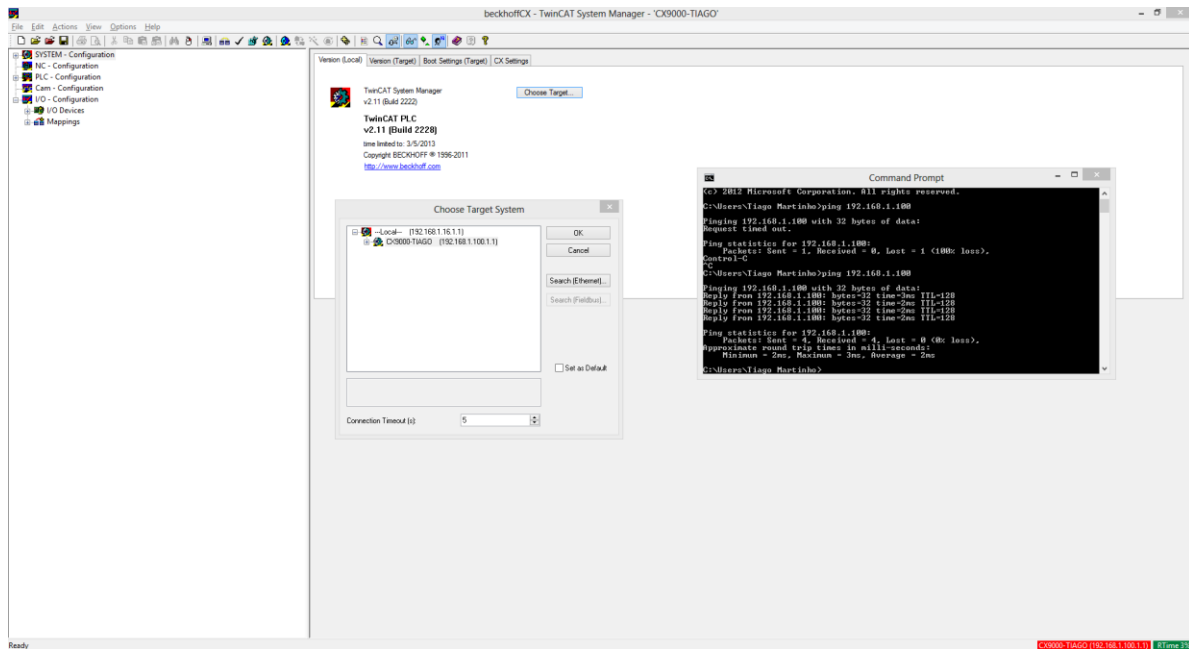 beckhoffCX - TwinCAT System Manager - 'CX9000-TIAGO'
File Edit Actions View Options Help
SYSTEM - Configuration
NC - Configuration
PLC - Configuration
Cam - Configuration
I/O - Configuration
I/O Devices
Mappings
Version (Local) Version (Target) Boot Settings (Target) CX Settings
TwinCAT System Manager
v2.11 (Build 2222)
Choose Target...
TwinCAT PLC
v2.11 (Build 2228)
time limited to: 3/5/2013
Copyright BECKHOFF © 1996-2011
http://www.beckhoff.com
Choose Target System
---Local--- (192.168.1.16.1.1)
CX9000-TIAGO (192.168.1.100.1.1)
OK
Cancel
Search (Ethernet)...
Search (Fieldbus)...
Set as Default
Connection Timeout (s): 5
Command Prompt
(c) 2012 Microsoft Corporation. All rights reserved.
C:\Users\Tiago Martinho>ping 192.168.1.100
Pinging 192.168.1.100 with 32 bytes of data:
Request timed out.
Ping statistics for 192.168.1.100:
Packets: Sent = 1, Received = 0, Lost = 1 (100% loss),
Control-C
^C
C:\Users\Tiago Martinho>ping 192.168.1.100
Pinging 192.168.1.100 with 32 bytes of data:
Reply from 192.168.1.100: bytes=32 time=3ms TTL=128
Reply from 192.168.1.100: bytes=32 time=2ms TTL=128
Reply from 192.168.1.100: bytes=32 time=2ms TTL=128
Reply from 192.168.1.100: bytes=32 time=2ms TTL=128
Ping statistics for 192.168.1.100:
Packets: Sent = 4, Received = 4, Lost = 0 (0% loss),
Approximate round trip times in milli-seconds:
Minimum = 2ms, Maximum = 3ms, Average = 2ms
C:\Users\Tiago Martinho>
Ready
CX9000-TIAGO (192.168.1.100.1.1) RTime 3%